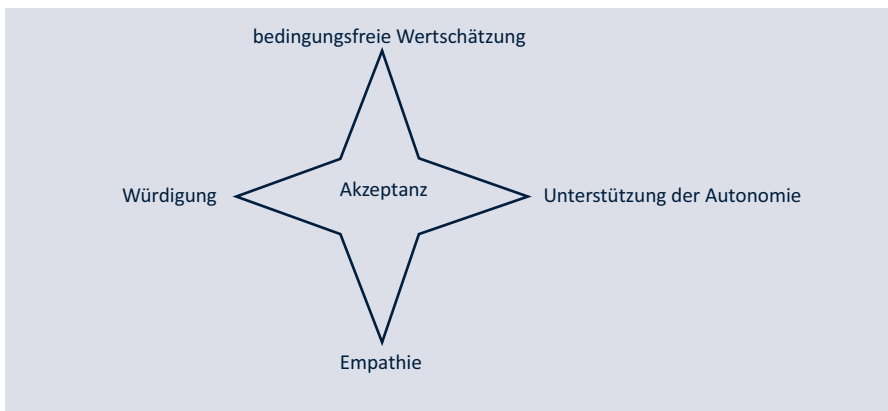 bedingungsfreie Wertschätzung
Würdigung
Akzeptanz
Unterstützung der Autonomie
Empathie